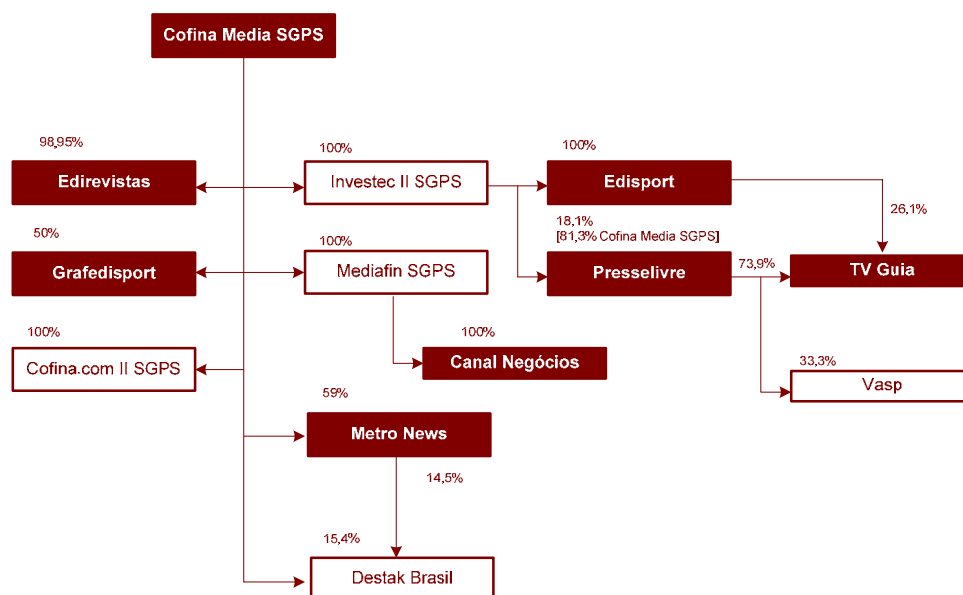 Cofina Media SGPS
98,95%
Edirevistas
100%
Investec II SGPS
100%
Edisport
26,1%
50%
Grafedisport
100%
Mediafin SGPS
18,1%
[81,3% Cofina Media SGPS]
Presselivre
73,9%
TV Guia
100%
Cofina.com II SGPS
100%
Canal Negócios
33,3%
Vasp
59%
Metro News
14,5%
15,4%
Destak Brasil